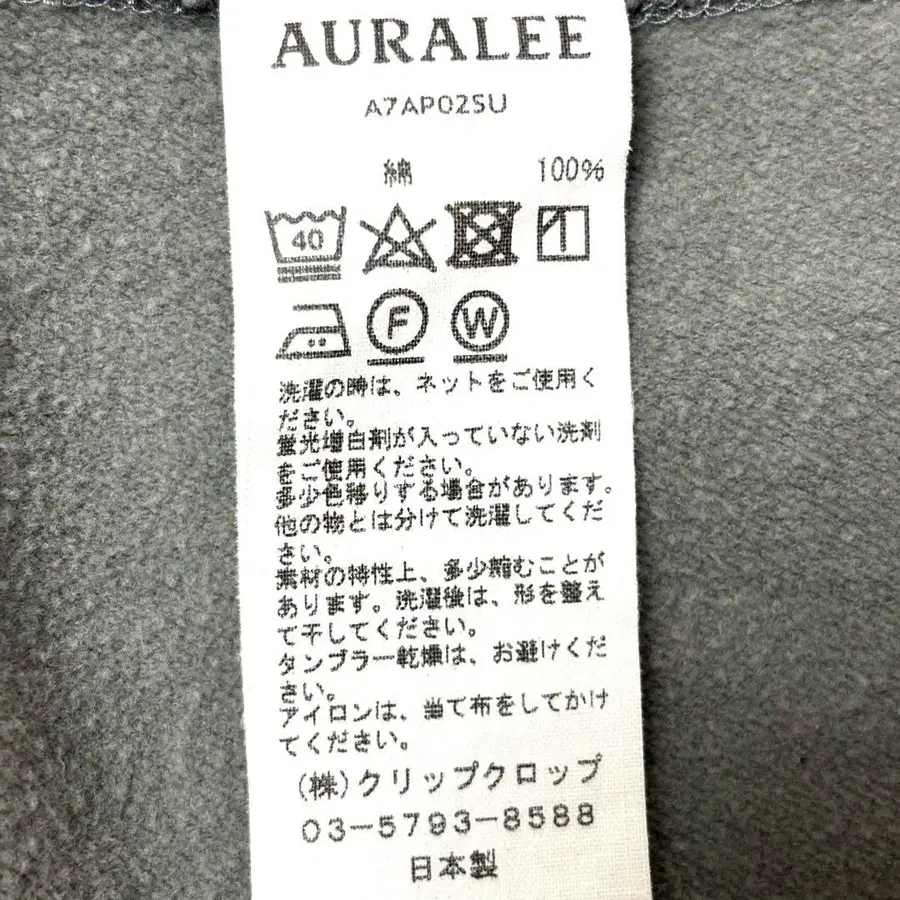 AURALEE
A7AP02SU
綿 100%
40
F W
洗濯の時は、ネットをご使用く
ださい。
蛍光増白剤が入っていない洗剤
をご使用ください。
多少色移りする場合があります。
他の物とは分けて洗濯してくだ
さい。
素材の特性上、多少縮むことが
あります。洗濯後は、形を整え
て干してください。
タンブラー乾燥は、お避けくだ
さい。
アイロンは、当て布をしてかけ
てください。
(株)クリップクロップ
03-5793-8588
日本製